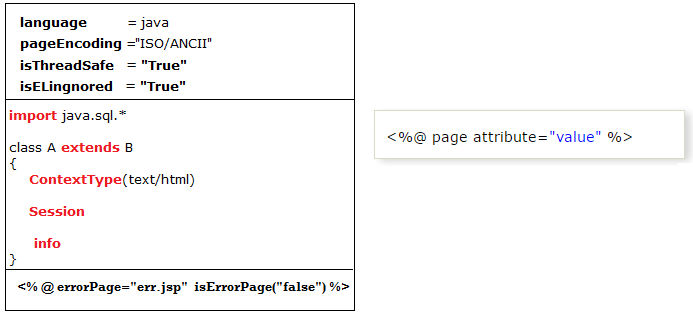 language = java
pageEncoding ="ISO/ANCII"
isThreadSafe = "True"
isELingnored = "True"
import java.sql.*
class A extends B
{
ContextType(text/html)
Session
info
}
<%@ errorPage="err.jsp" isErrorPage("false") %>
<%@ page attribute="value" %>